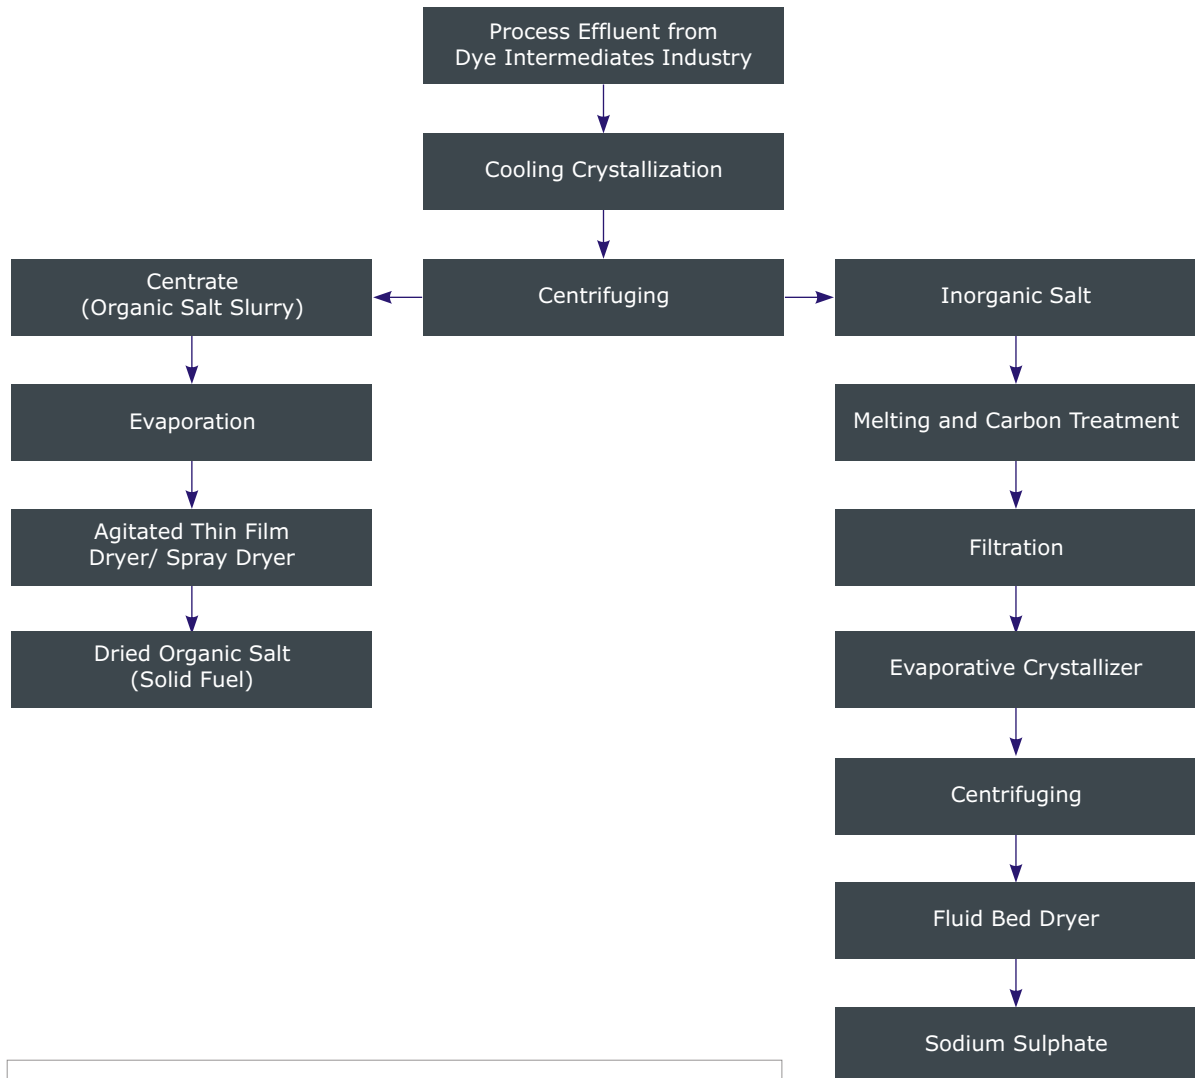 Process Effluent from
Dye Intermediates Industry
Cooling Crystallization
Centrate
(Organic Salt Slurry)
Centrifuging
Inorganic Salt
Evaporation
Melting and Carbon Treatment
Agitated Thin Film
Dryer/ Spray Dryer
Filtration
Dried Organic Salt
(Solid Fuel)
Evaporative Crystallizer
Centrifuging
Fluid Bed Dryer
Sodium Sulphate